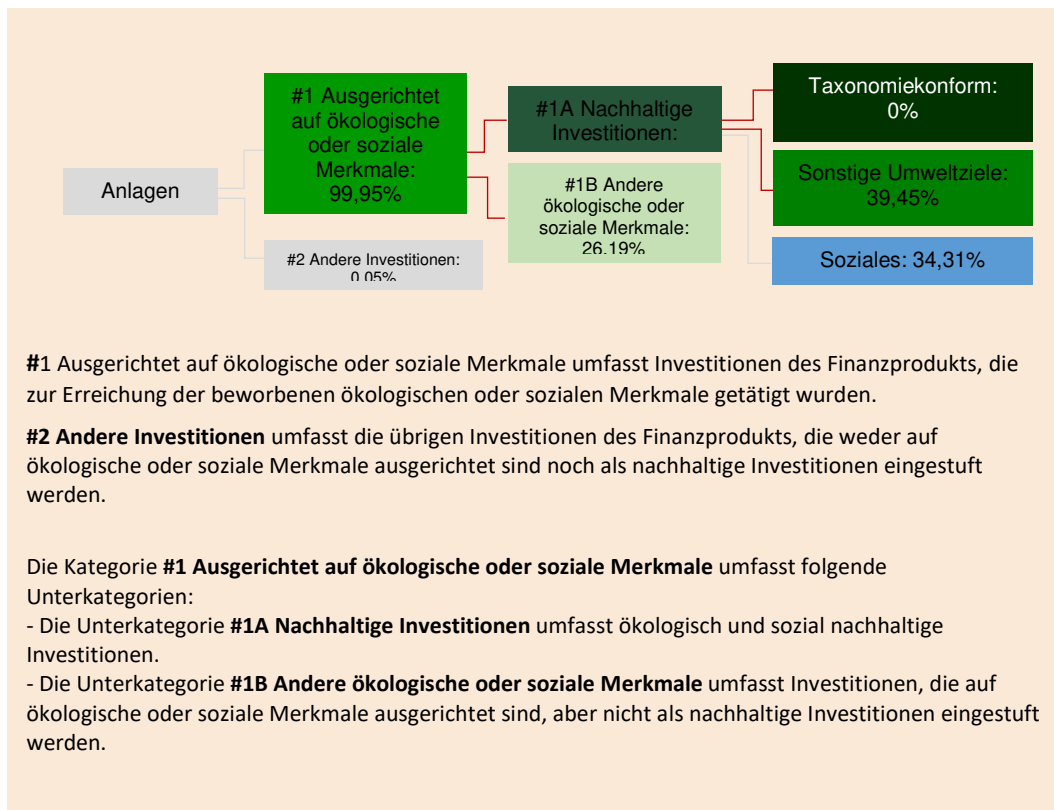 Anlagen
#1 Ausgerichtet
auf ökologische
oder soziale
Merkmale:
99,95%
#2 Andere Investitionen:
0,05%
#1A Nachhaltige
Investitionen:
#1B Andere
ökologische oder
soziale Merkmale:
26,19%
Taxonomiekonform:
0%
Sonstige Umweltziele:
39,45%
Soziales: 34,31%
#1 Ausgerichtet auf ökologische oder soziale Merkmale umfasst Investitionen des Finanzprodukts, die
zur Erreichung der beworbenen ökologischen oder sozialen Merkmale getätigt wurden.
#2 Andere Investitionen umfasst die übrigen Investitionen des Finanzprodukts, die weder auf
ökologische oder soziale Merkmale ausgerichtet sind noch als nachhaltige Investitionen eingestuft
werden.
Die Kategorie #1 Ausgerichtet auf ökologische oder soziale Merkmale umfasst folgende
Unterkategorien:
- Die Unterkategorie #1A Nachhaltige Investitionen umfasst ökologisch und sozial nachhaltige
Investitionen.
- Die Unterkategorie #1B Andere ökologische oder soziale Merkmale umfasst Investitionen, die auf
ökologische oder soziale Merkmale ausgerichtet sind, aber nicht als nachhaltige Investitionen eingestuft
werden.